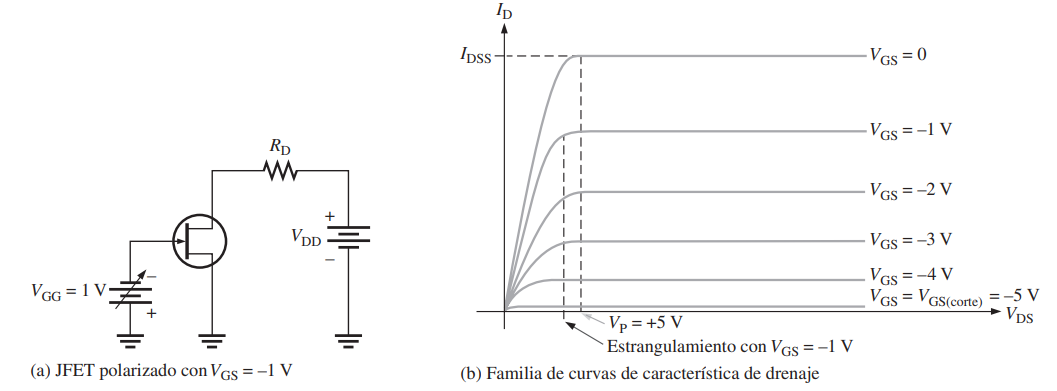 R_D
+
V_DD
−
V_GG = 1 V
−
+
(a) JFET polarizado con V_GS = –1 V
I_D
I_DSS
V_GS = 0
V_GS = –1 V
V_GS = –2 V
V_GS = –3 V
V_GS = –4 V
V_GS = V_GS(corte) = –5 V
V_DS
V_P = +5 V
Estrangulamiento con V_GS = –1 V
(b) Familia de curvas de característica de drenaje